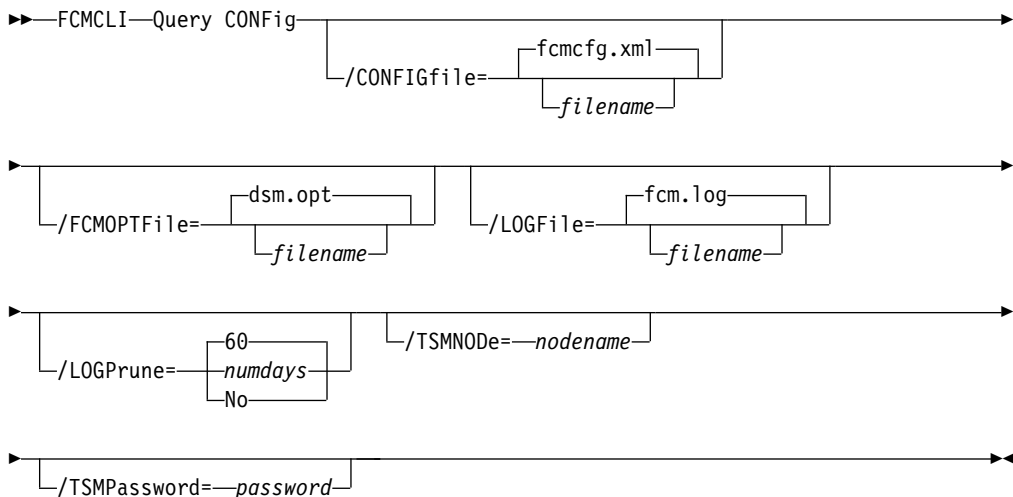 FCMCLI Query CONFig
fcmcfg.xml
/CONFIGfile=
filename
dsm.opt fcm.log
/FCMOPTFile= /LOGFile=
filename filename
60 /TSMNODe= nodename
/LOGPrune= numdays
No
/TSMPassword= password